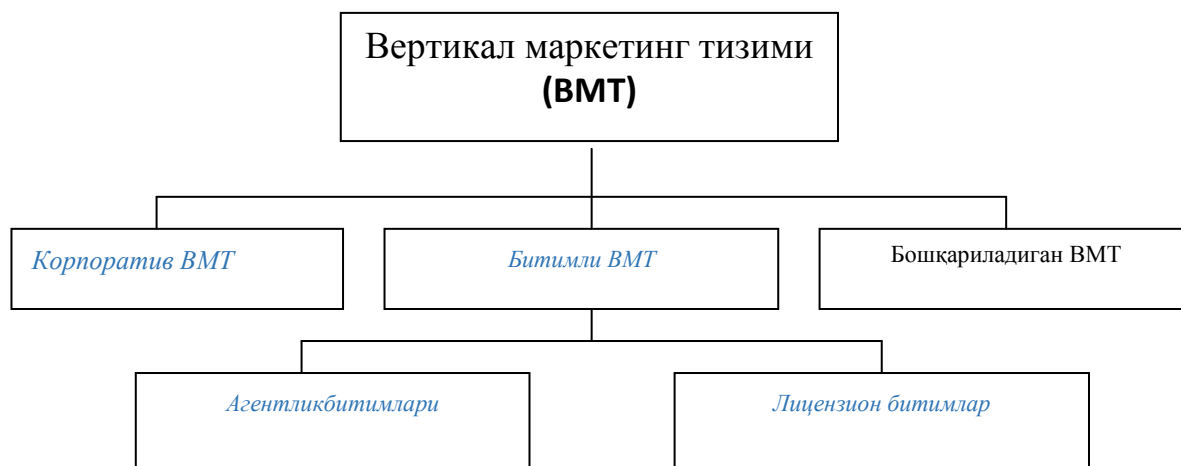 Вертикал маркетинг тизими
(ВМТ)
Корпоратив ВМТ
Битимли ВМТ
Бошқариладиган ВМТ
Агентликбитимлари
Лицензион битимлар